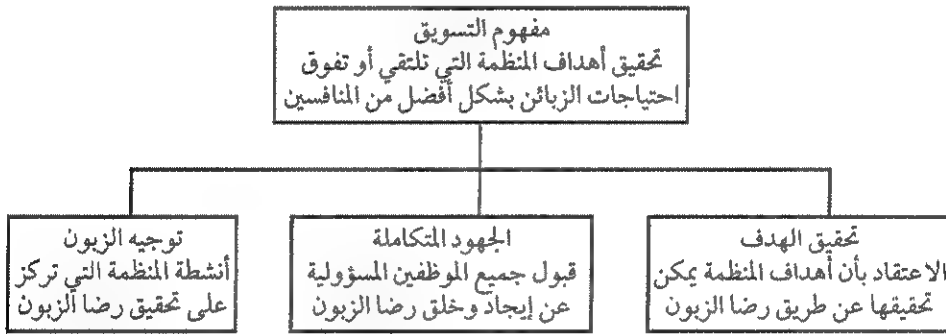 مفهوم التسويق
تحقيق أهداف المنظمة التي تلتقي أو تفوق
احتياجات الزبائن بشكل أفضل من المنافسين
تحقيق الهدف
الاعتقاد بأن أهداف المنظمة يمكن
تحقيقها عن طريق رضا الزبون
الجهود المتكاملة
قبول جميع الموظفين المسؤولية
عن إيجاد وخلق رضا الزبون
توجيه الزبون
أنشطة المنظمة التي تركز
على تحقيق رضا الزبون